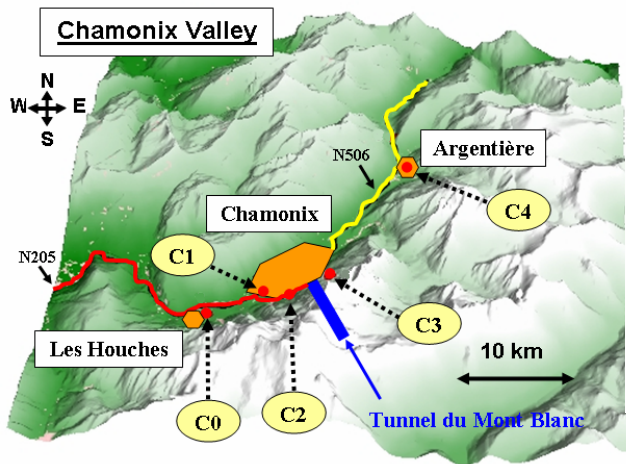 Chamonix Valley
N
W E
S
Argentière
N506
Chamonix
C4
C1
N205
C3
Les Houches
10 km
C0
C2
Tunnel du Mont Blanc